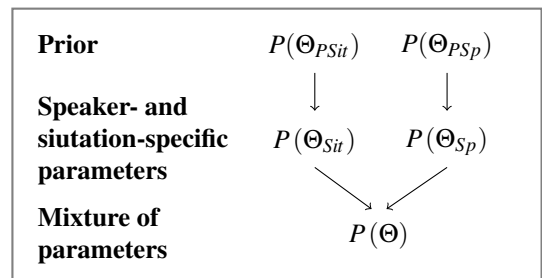 Prior P(Θ_PSit) P(Θ_PSp)
Speaker- and
siutation-specific
parameters P(Θ_Sit) P(Θ_Sp)
Mixture of
parameters P(Θ)